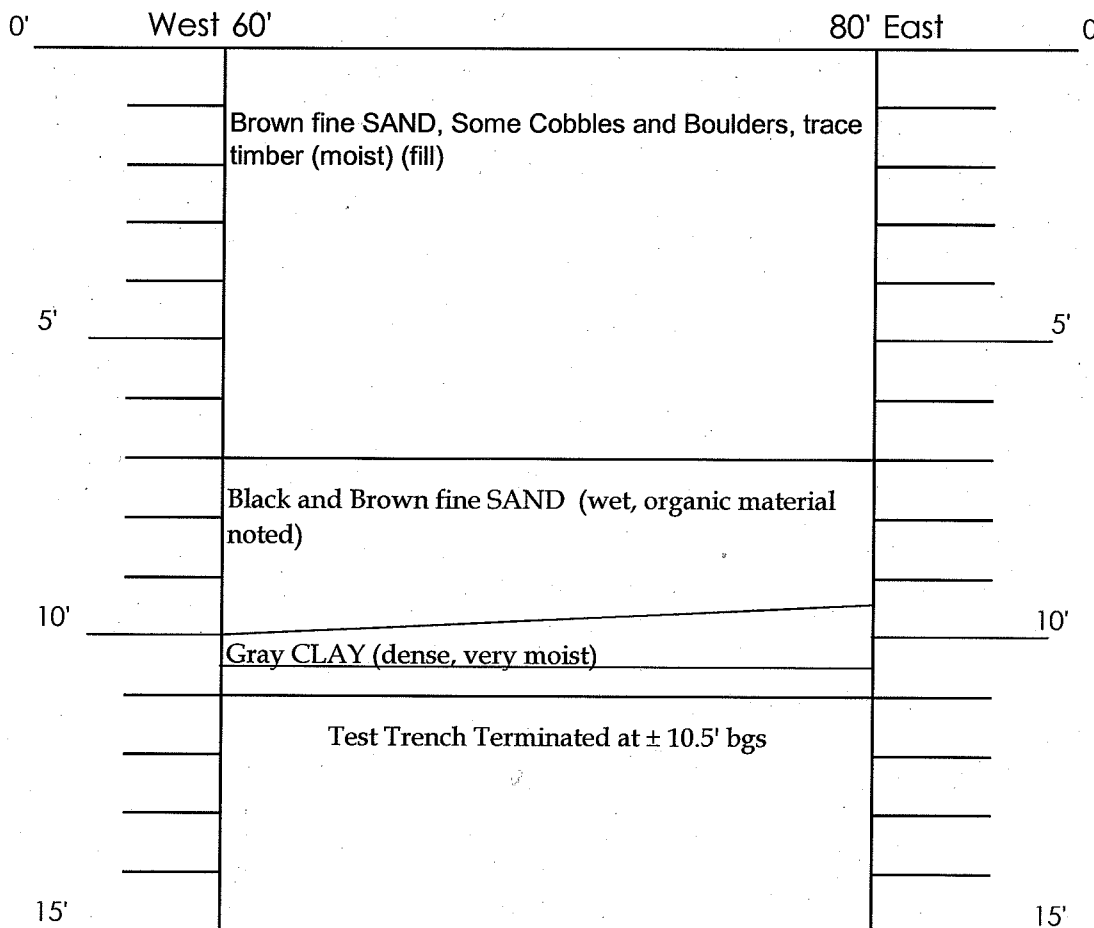 0' West 60' 80' East 0
Brown fine SAND, Some Cobbles and Boulders, trace
timber (moist) (fill)
5' 5'
Black and Brown fine SAND (wet, organic material
noted)
10' 10'
Gray CLAY (dense, very moist)
Test Trench Terminated at ± 10.5' bgs
15' 15'